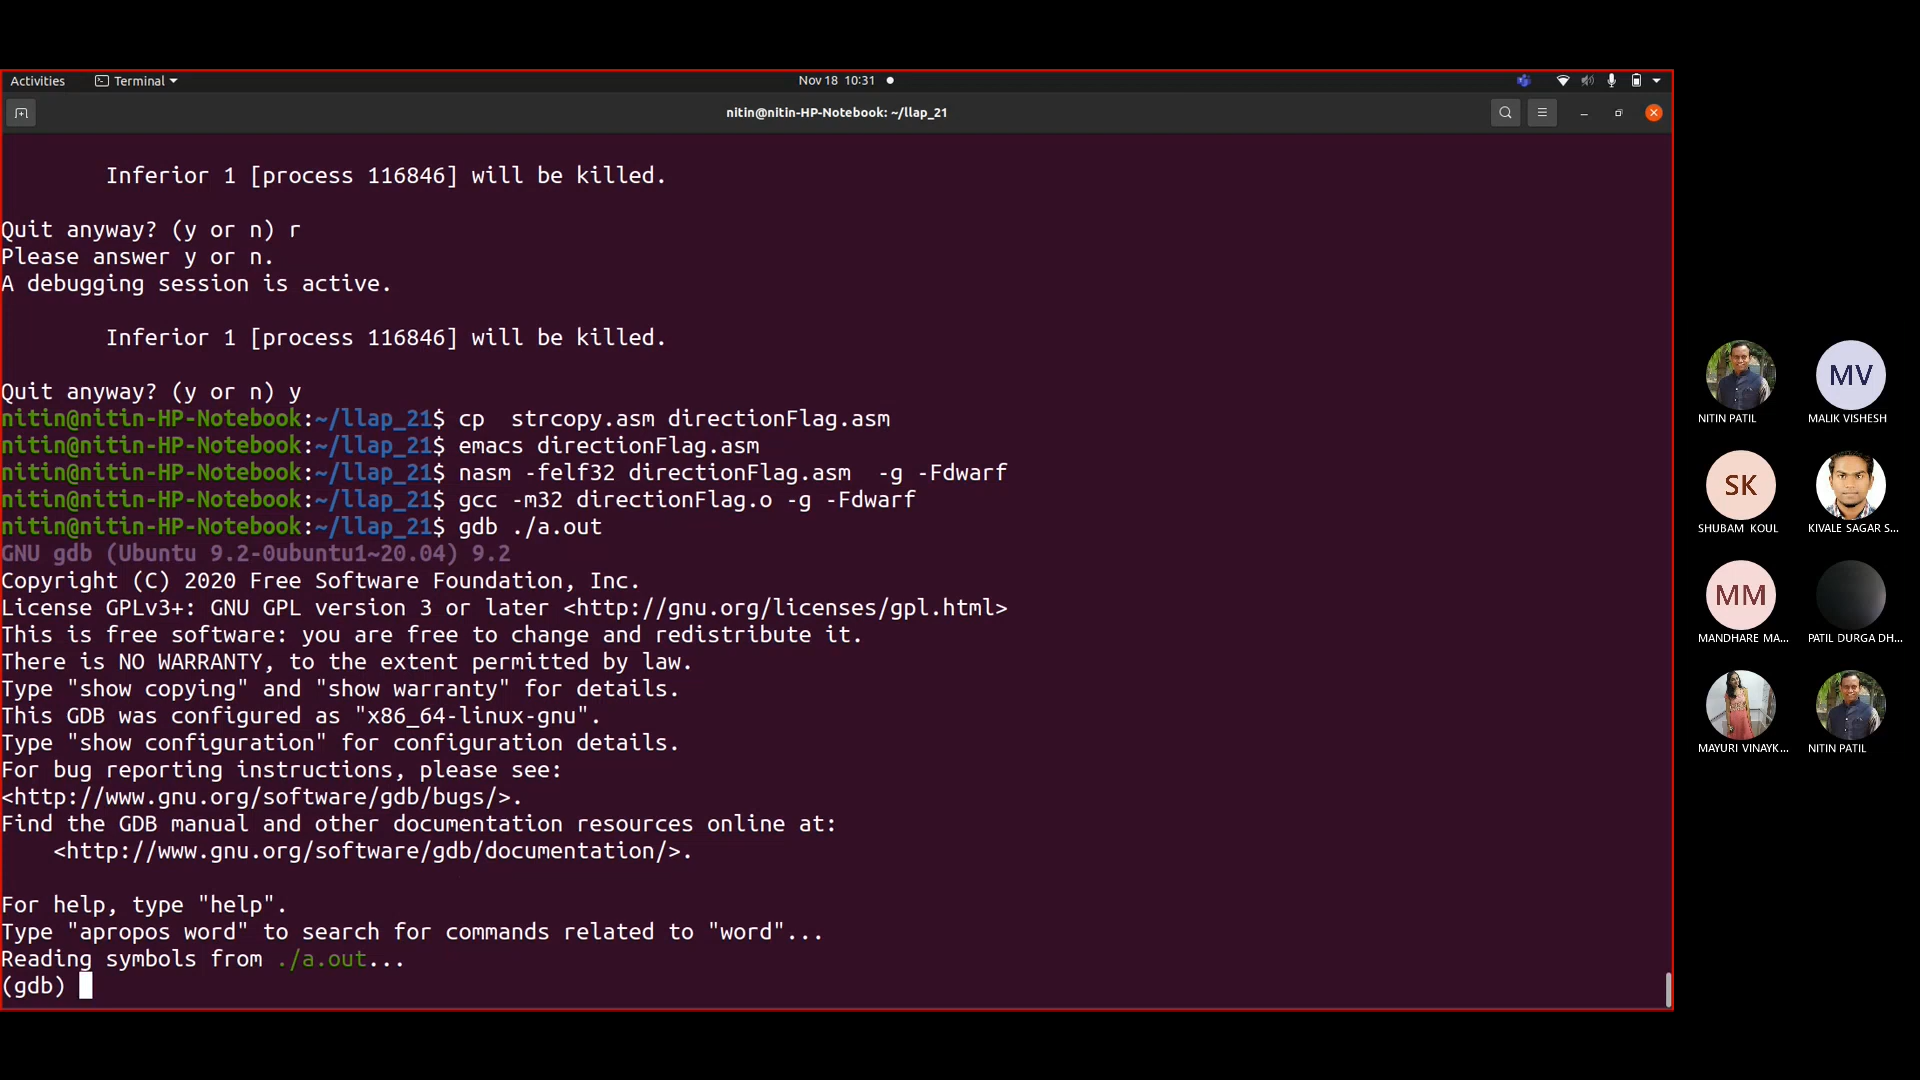 Activities Terminal Nov 18 10:31
nitin@nitin-HP-Notebook: ~/llap_21
Inferior 1 [process 116846] will be killed.
Quit anyway? (y or n) r
Please answer y or n.
A debugging session is active.
Inferior 1 [process 116846] will be killed.
Quit anyway? (y or n) y
nitin@nitin-HP-Notebook:~/llap_21$ cp  strcopy.asm directionFlag.asm
nitin@nitin-HP-Notebook:~/llap_21$ emacs directionFlag.asm
nitin@nitin-HP-Notebook:~/llap_21$ nasm -felf32 directionFlag.asm  -g -Fdwarf
nitin@nitin-HP-Notebook:~/llap_21$ gcc -m32 directionFlag.o -g -Fdwarf
nitin@nitin-HP-Notebook:~/llap_21$ gdb ./a.out
GNU gdb (Ubuntu 9.2-0ubuntu1~20.04) 9.2
Copyright (C) 2020 Free Software Foundation, Inc.
License GPLv3+: GNU GPL version 3 or later <http://gnu.org/licenses/gpl.html>
This is free software: you are free to change and redistribute it.
There is NO WARRANTY, to the extent permitted by law.
Type "show copying" and "show warranty" for details.
This GDB was configured as "x86_64-linux-gnu".
Type "show configuration" for configuration details.
For bug reporting instructions, please see:
<http://www.gnu.org/software/gdb/bugs/>.
Find the GDB manual and other documentation resources online at:
<http://www.gnu.org/software/gdb/documentation/>.
For help, type "help".
Type "apropos word" to search for commands related to "word"...
Reading symbols from ./a.out...
(gdb)
MV
NITIN PATIL MALIK VISHESH
SK
SHUBAM KOUL KIVALE SAGAR S...
MM
MANDHARE MA... PATIL DURGA DH...
MAYURI VINAYK... NITIN PATIL